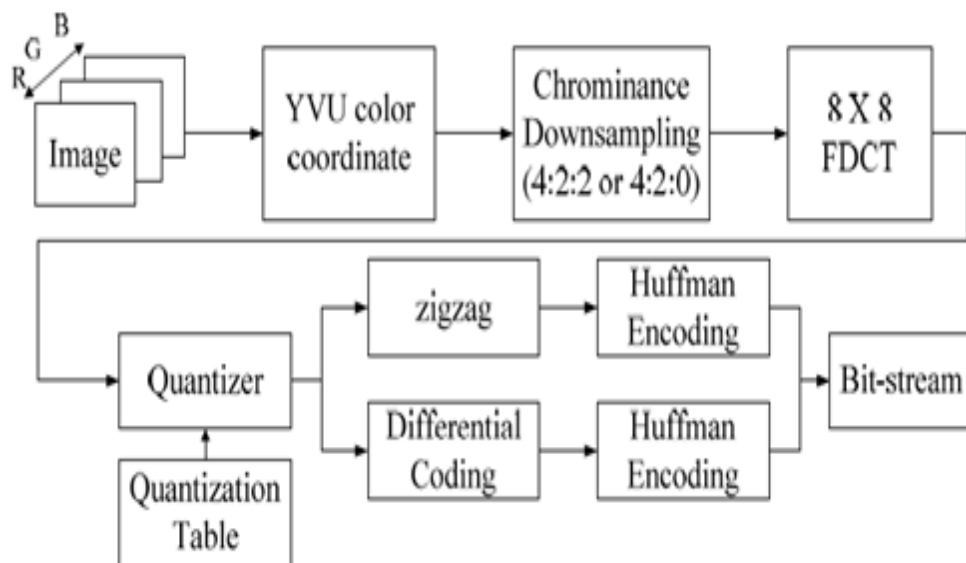 R G B
Image
YVU color
coordinate
Chrominance
Downsampling
(4:2:2 or 4:2:0)
8 X 8
FDCT
Quantizer
Quantization
Table
zigzag
Huffman
Encoding
Differential
Coding
Huffman
Encoding
Bit-stream